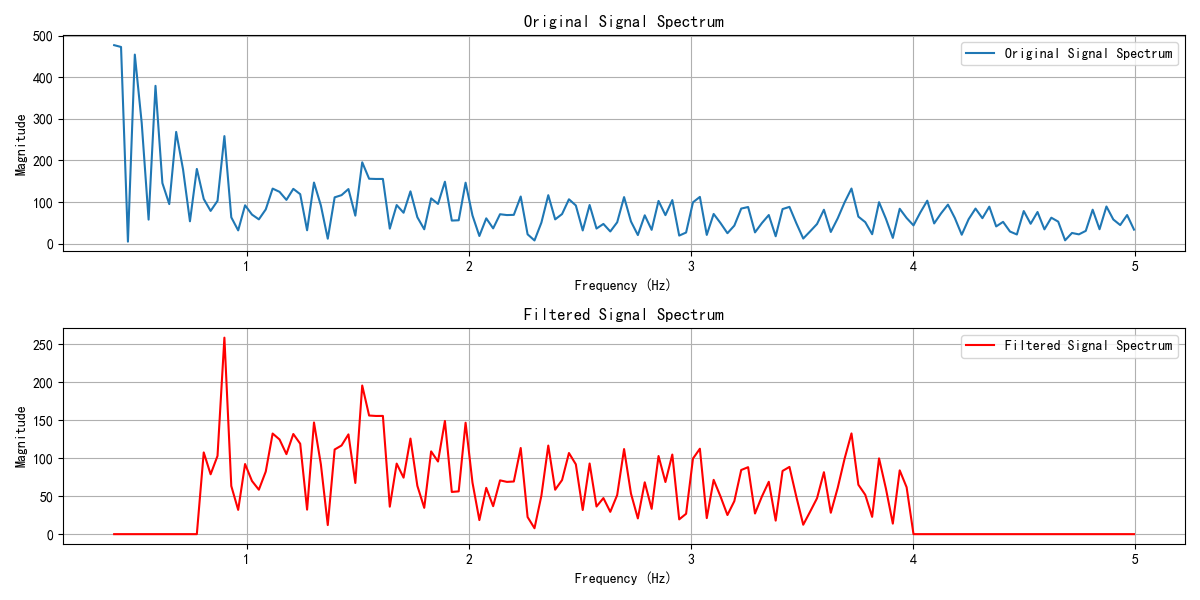 Original Signal Spectrum
500
400
300
200
100
0
Magnitude
Original Signal Spectrum
1 2 3 4 5
Frequency (Hz)
Filtered Signal Spectrum
250
200
150
100
50
0
Magnitude
Filtered Signal Spectrum
1 2 3 4 5
Frequency (Hz)